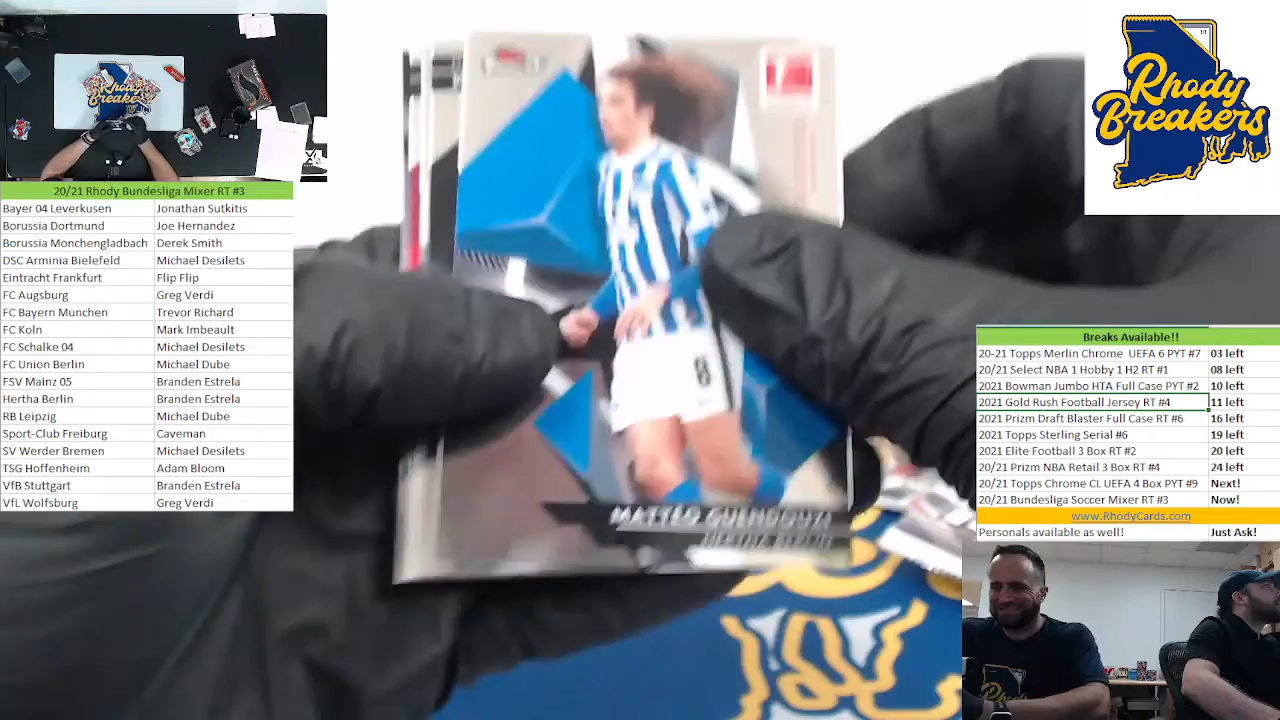 20/21 Rhody Bundesliga Mixer RT #3
Bayer 04 Leverkusen Jonathan Sutkitis
Borussia Dortmund Joe Hernandez
Borussia Monchengladbach Derek Smith
DSC Arminia Bielefeld Michael Desilets
Eintracht Frankfurt Flip Flip
FC Augsburg Greg Verdi
FC Bayern Munchen Trevor Richard
FC Koln Mark Imbeault
FC Schalke 04 Michael Desilets
FC Union Berlin Michael Dube
FSV Mainz 05 Branden Estrela
Hertha Berlin Branden Estrela
RB Leipzig Michael Dube
Sport-Club Freiburg Caveman
SV Werder Bremen Michael Desilets
TSG Hoffenheim Adam Bloom
VfB Stuttgart Branden Estrela
VfL Wolfsburg Greg Verdi
8
MATTEO GUENDOUZI
HERTHA BERLIN
Rhody
Breakers
Breaks Available!!
20-21 Topps Merlin Chrome UEFA 6 PYT #7 03 left
20/21 Select NBA 1 Hobby 1 H2 RT #1 08 left
2021 Bowman Jumbo HTA Full Case PYT #2 10 left
2021 Gold Rush Football Jersey RT #4 11 left
2021 Prizm Draft Blaster Full Case RT #6 16 left
2021 Topps Sterling Serial #6 19 left
2021 Elite Football 3 Box RT #2 20 left
20/21 Prizm NBA Retail 3 Box RT #4 24 left
20/21 Topps Chrome CL UEFA 4 Box PYT #9 Next!
20/21 Bundesliga Soccer Mixer RT #3 Now!
www.RhodyCards.com
Personals available as well! Just Ask!